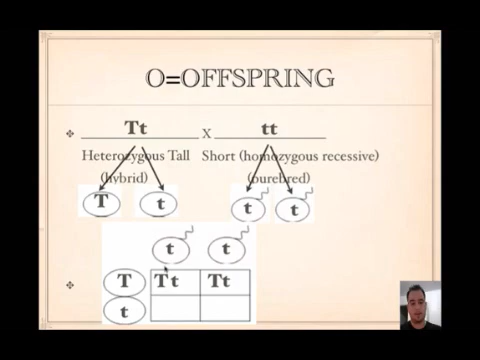 O=OFFSPRING
Tt X tt
Heterozygous Tall Short (homozygous recessive)
(hybrid) (purebred)
T t t t
t t
T Tt Tt
t